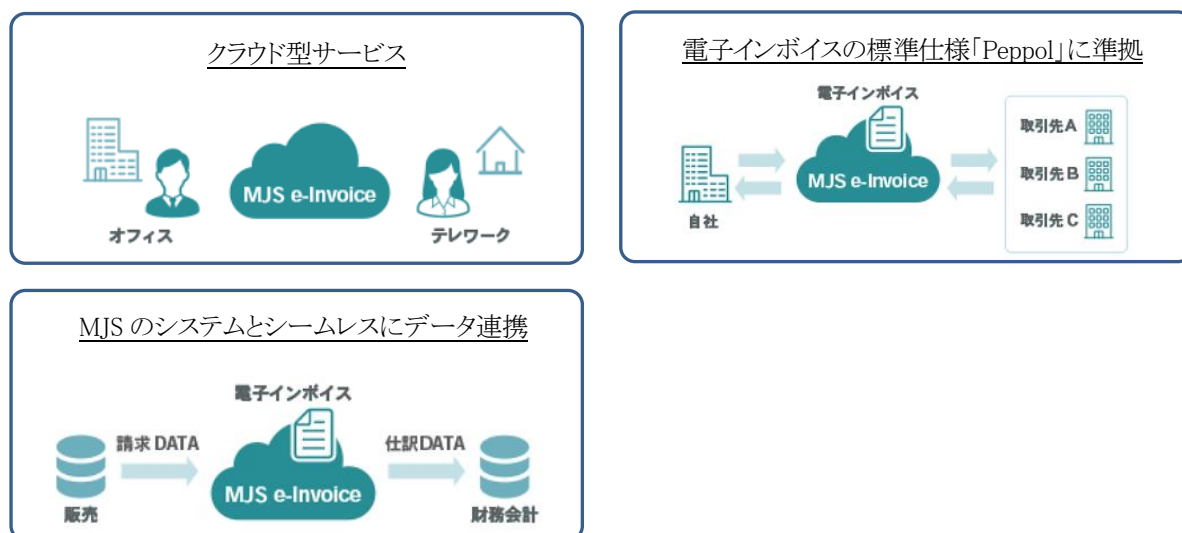 クラウド型サービス
MJS e-Invoice
オフィス
テレワーク
電子インボイスの標準仕様「Peppol」に準拠
電子インボイス
MJS e-Invoice
自社
取引先A
取引先B
取引先C
MJS のシステムとシームレスにデータ連携
電子インボイス
請求DATA
仕訳DATA
MJS e-Invoice
販売
財務会計